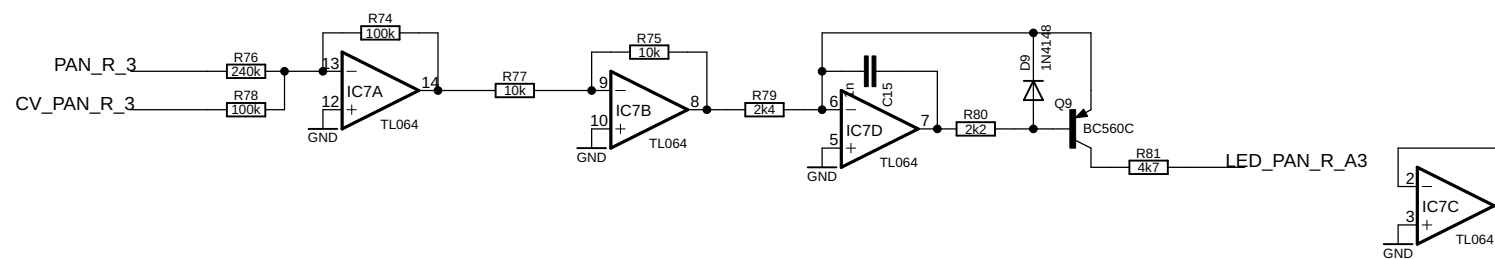 R74
100k
PAN_R_3
R76
240k
13
14
IC7A
CV_PAN_R_3
R78
100k
12
TL064
GND
R77
10k
R75
10k
9
8
IC7B
10
TL064
GND
R79
2k4
1n
C15
6
7
IC7D
5
TL064
GND
R80
2k2
D9
1N4148
Q9
BC560C
R81
4k7
LED_PAN_R_A3
2
IC7C
3
TL064
GND